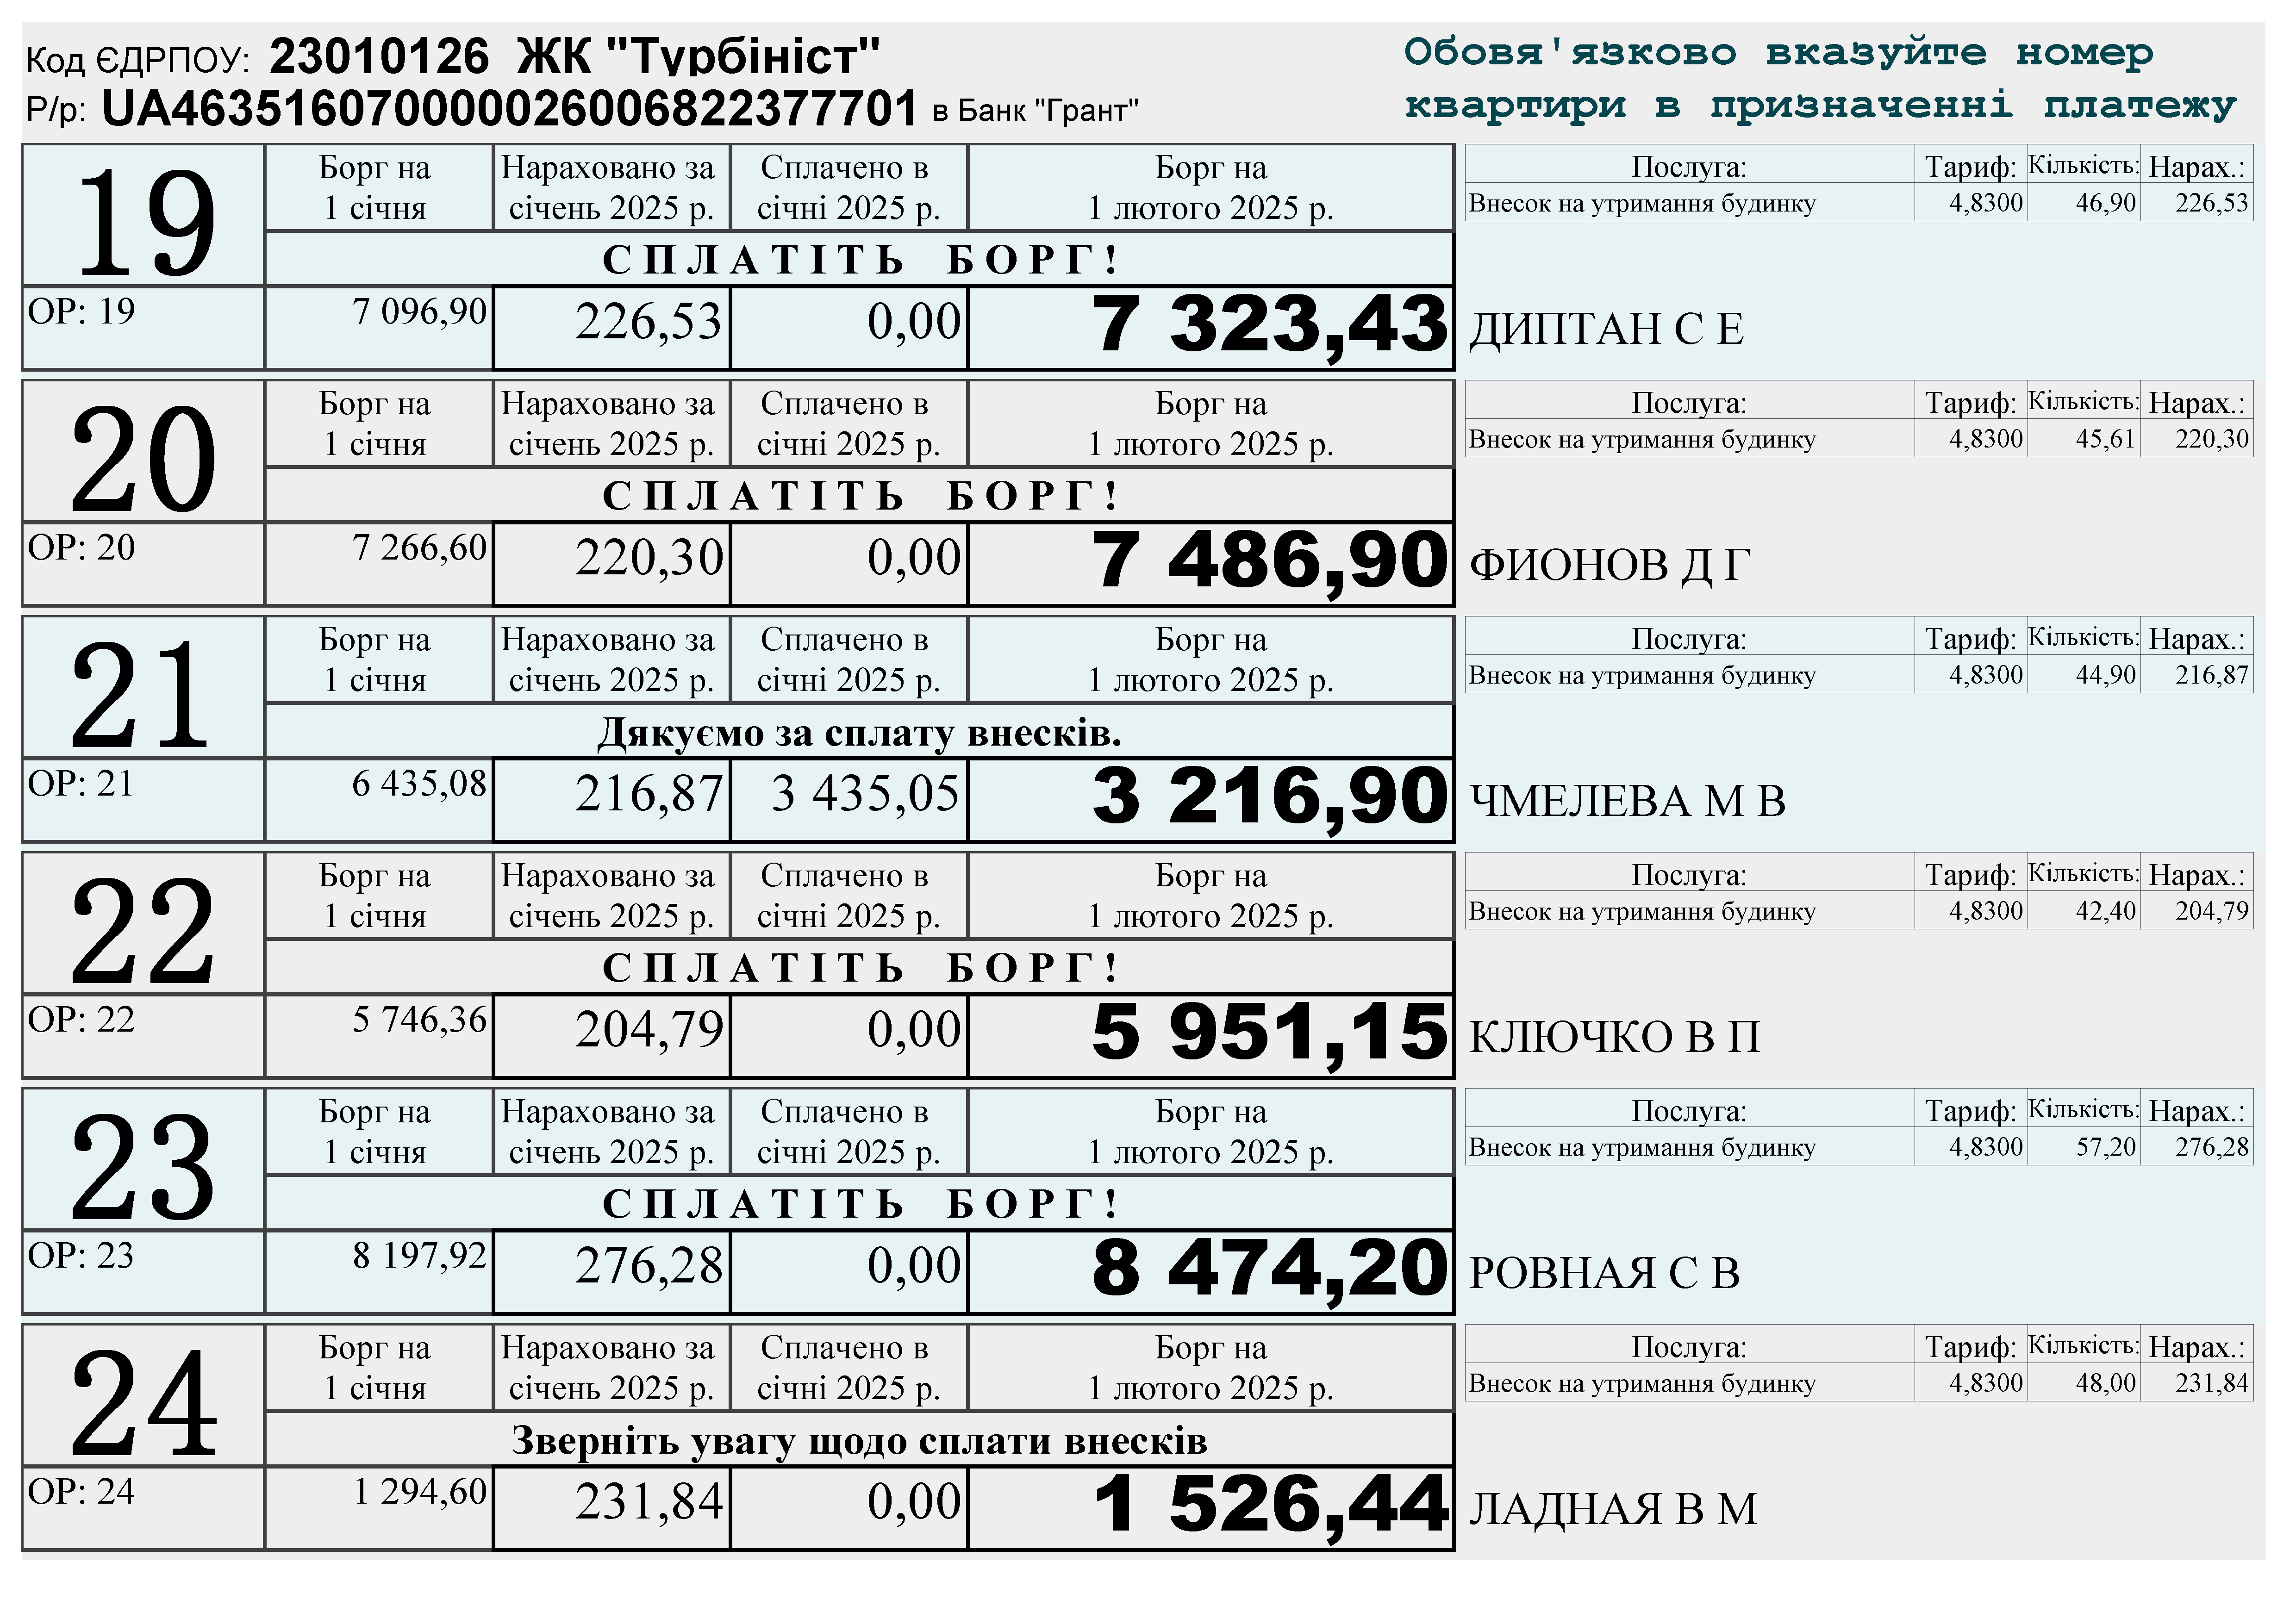 Код ЄДРПОУ: 23010126 ЖК "Турбініст"
Р/р: UA463516070000026006822377701 в Банк "Грант"
Обовя'язково вказуйте номер
квартири в призначенні платежу
19
Борг на 1 січня
Нараховано за січень 2025 р.
Сплачено в січні 2025 р.
Борг на 1 лютого 2025 р.
СПЛАТІТЬ БОРГ!
ОР: 19 7 096,90 226,53 0,00 7 323,43
Послуга: Тариф: Кількість: Нарах.:
Внесок на утримання будинку 4,8300 46,90 226,53
ДИПТАН С Е
20
Борг на 1 січня
Нараховано за січень 2025 р.
Сплачено в січні 2025 р.
Борг на 1 лютого 2025 р.
СПЛАТІТЬ БОРГ!
ОР: 20 7 266,60 220,30 0,00 7 486,90
Послуга: Тариф: Кількість: Нарах.:
Внесок на утримання будинку 4,8300 45,61 220,30
ФИОНОВ Д Г
21
Борг на 1 січня
Нараховано за січень 2025 р.
Сплачено в січні 2025 р.
Борг на 1 лютого 2025 р.
Дякуємо за сплату внесків.
ОР: 21 6 435,08 216,87 3 435,05 3 216,90
Послуга: Тариф: Кількість: Нарах.:
Внесок на утримання будинку 4,8300 44,90 216,87
ЧМЕЛЕВА М В
22
Борг на 1 січня
Нараховано за січень 2025 р.
Сплачено в січні 2025 р.
Борг на 1 лютого 2025 р.
СПЛАТІТЬ БОРГ!
ОР: 22 5 746,36 204,79 0,00 5 951,15
Послуга: Тариф: Кількість: Нарах.:
Внесок на утримання будинку 4,8300 42,40 204,79
КЛЮЧКО В П
23
Борг на 1 січня
Нараховано за січень 2025 р.
Сплачено в січні 2025 р.
Борг на 1 лютого 2025 р.
СПЛАТІТЬ БОРГ!
ОР: 23 8 197,92 276,28 0,00 8 474,20
Послуга: Тариф: Кількість: Нарах.:
Внесок на утримання будинку 4,8300 57,20 276,28
РОВНАЯ С В
24
Борг на 1 січня
Нараховано за січень 2025 р.
Сплачено в січні 2025 р.
Борг на 1 лютого 2025 р.
Зверніть увагу щодо сплати внесків
ОР: 24 1 294,60 231,84 0,00 1 526,44
Послуга: Тариф: Кількість: Нарах.:
Внесок на утримання будинку 4,8300 48,00 231,84
ЛАДНАЯ В М